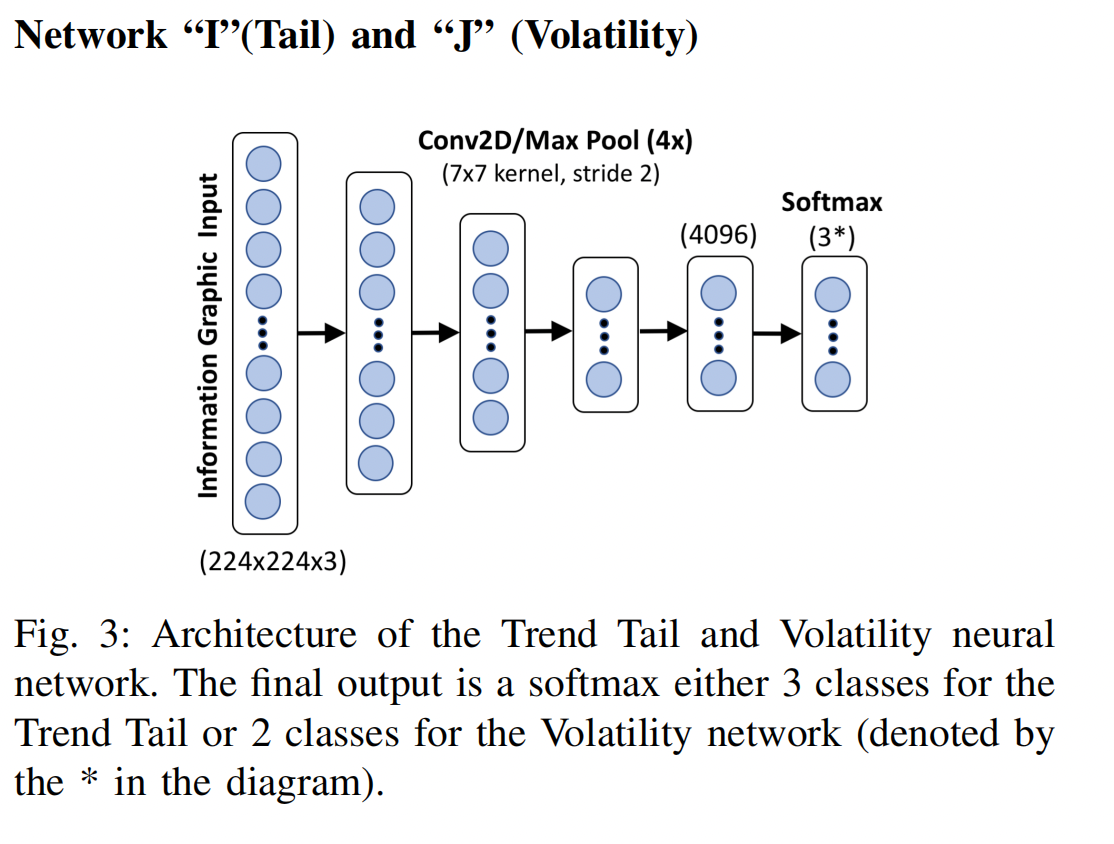 Network “I”(Tail) and “J” (Volatility)
Conv2D/Max Pool (4x)
(7x7 kernel, stride 2)
Softmax
(4096)
(3*)
Information Graphic Input
(224x224x3)
Fig. 3: Architecture of the Trend Tail and Volatility neural
network. The final output is a softmax either 3 classes for the
Trend Tail or 2 classes for the Volatility network (denoted by
the * in the diagram).